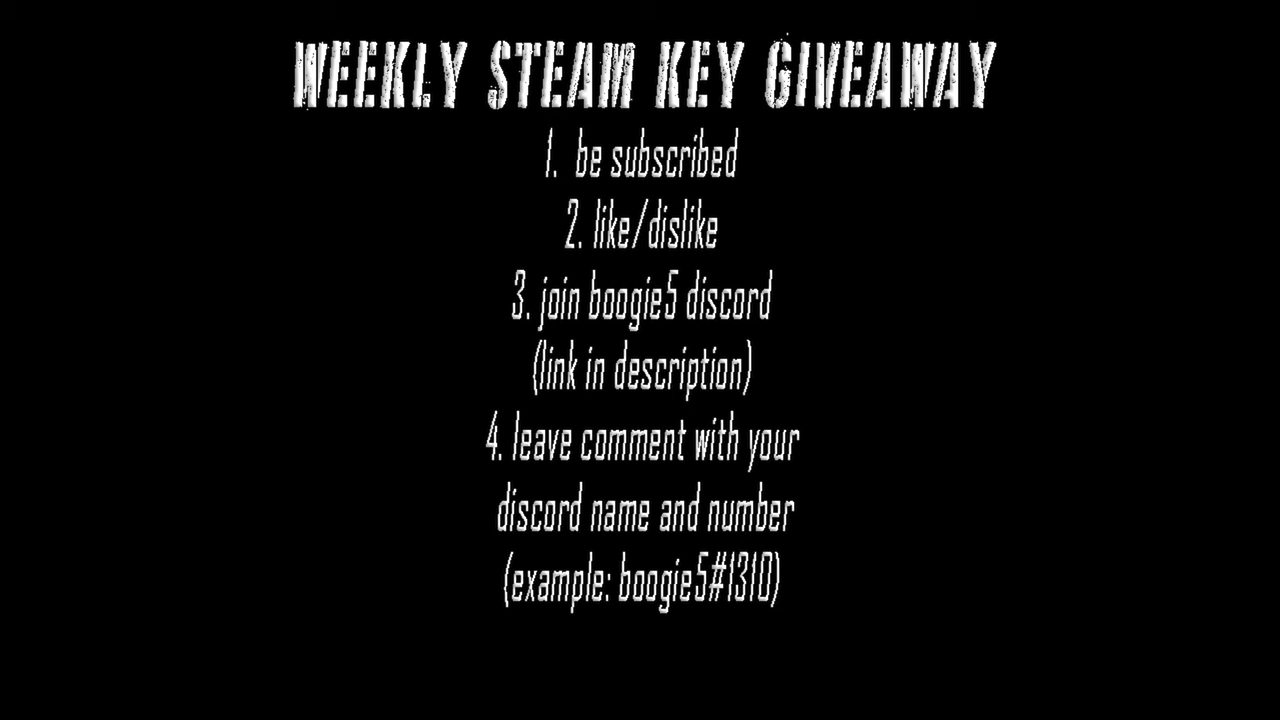 WEEKLY STEAM KEY GIVEAWAY
1. be subscribed
2. like/dislike
3. join boogie5 discord
(link in description)
4. leave comment with your
discord name and number
(example: boogie5#1310)